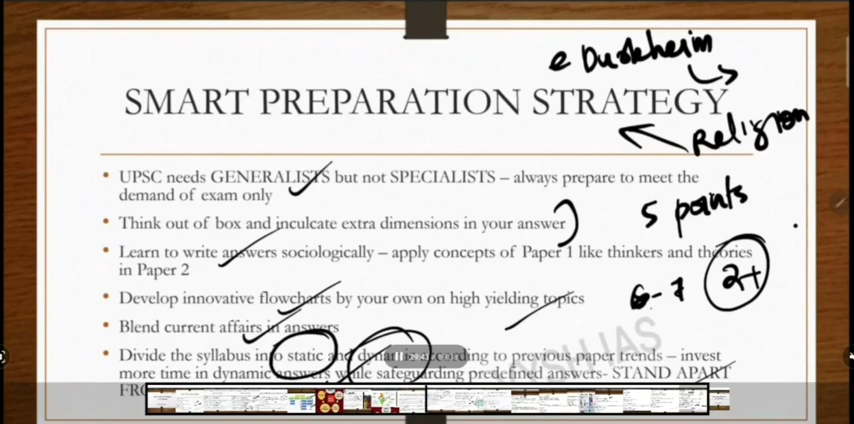 e Durkheim
SMART PREPARATION STRATEGY
Religion
• UPSC needs GENERALISTS but not SPECIALISTS – always prepare to meet the
demand of exam only
5 points
• Think out of box and inculcate extra dimensions in your answer
• Learn to write answers sociologically – apply concepts of Paper 1 like thinkers and theories
in Paper 2
2+
6-7
• Develop innovative flowcharts by your own on high yielding topics
• Blend current affairs in answers
• Divide the syllabus into static and dynamic according to previous paper trends – invest
more time in dynamic answers while safeguarding predefined answers- STAND APART